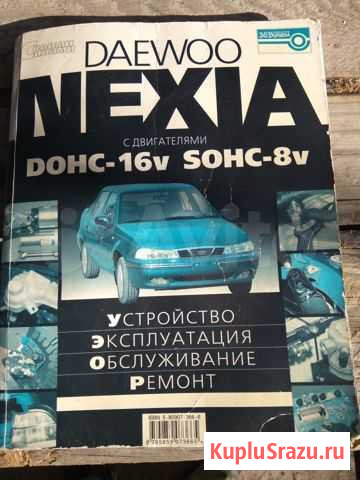 DAEWOO
NEXIA
С ДВИГАТЕЛЯМИ
DOHC-16v SOHC-8v
УСТРОЙСТВО
ЭКСПЛУАТАЦИЯ
ОБСЛУЖИВАНИЕ
РЕМОНТ
KupluSrazu.ru